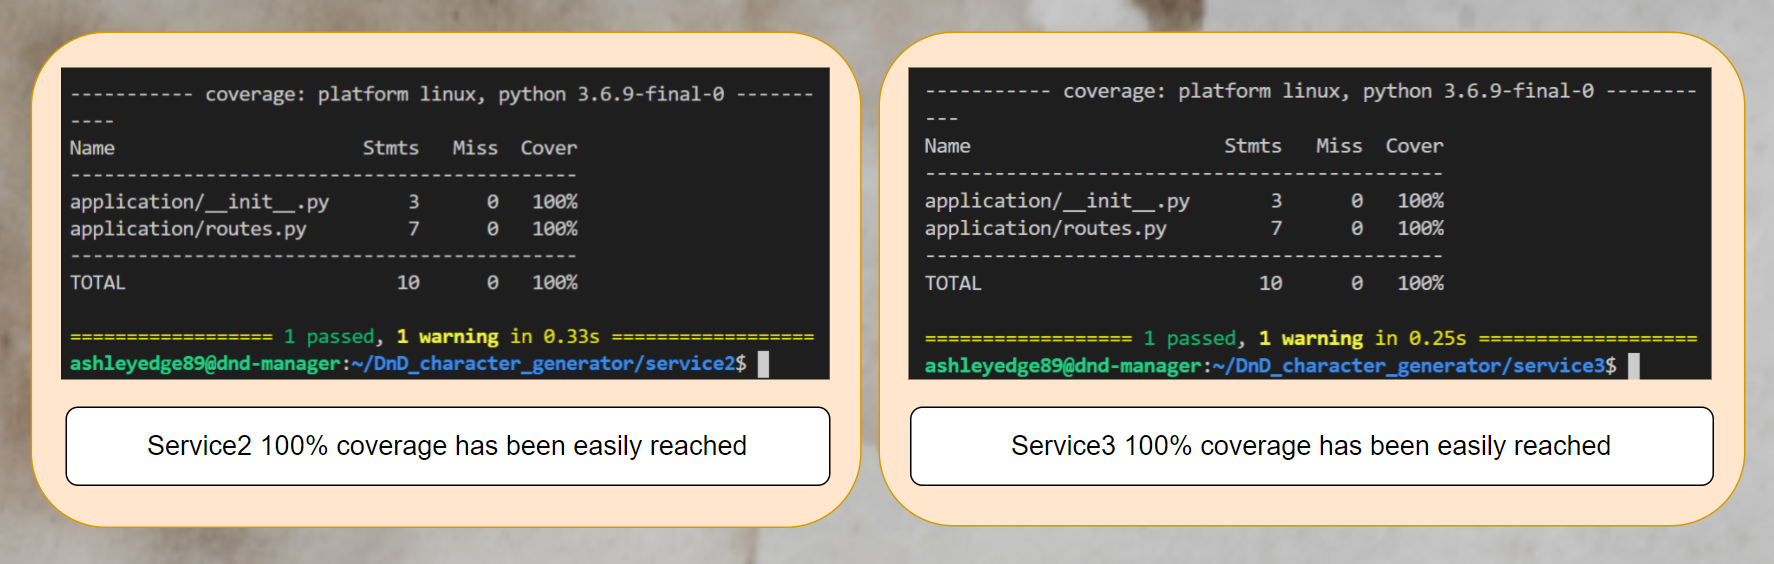 ----------- coverage: platform linux, python 3.6.9-final-0 -------
----
Name Stmts Miss Cover
---------------------------------------------
application/__init__.py 3 0 100%
application/routes.py 7 0 100%
---------------------------------------------
TOTAL 10 0 100%
================== 1 passed, 1 warning in 0.33s ==================
ashleyedge89@dnd-manager:~/DnD_character_generator/service2$
Service2 100% coverage has been easily reached
----------- coverage: platform linux, python 3.6.9-final-0 --------
---
Name Stmts Miss Cover
---------------------------------------------
application/__init__.py 3 0 100%
application/routes.py 7 0 100%
---------------------------------------------
TOTAL 10 0 100%
================== 1 passed, 1 warning in 0.25s ===================
ashleyedge89@dnd-manager:~/DnD_character_generator/service3$
Service3 100% coverage has been easily reached